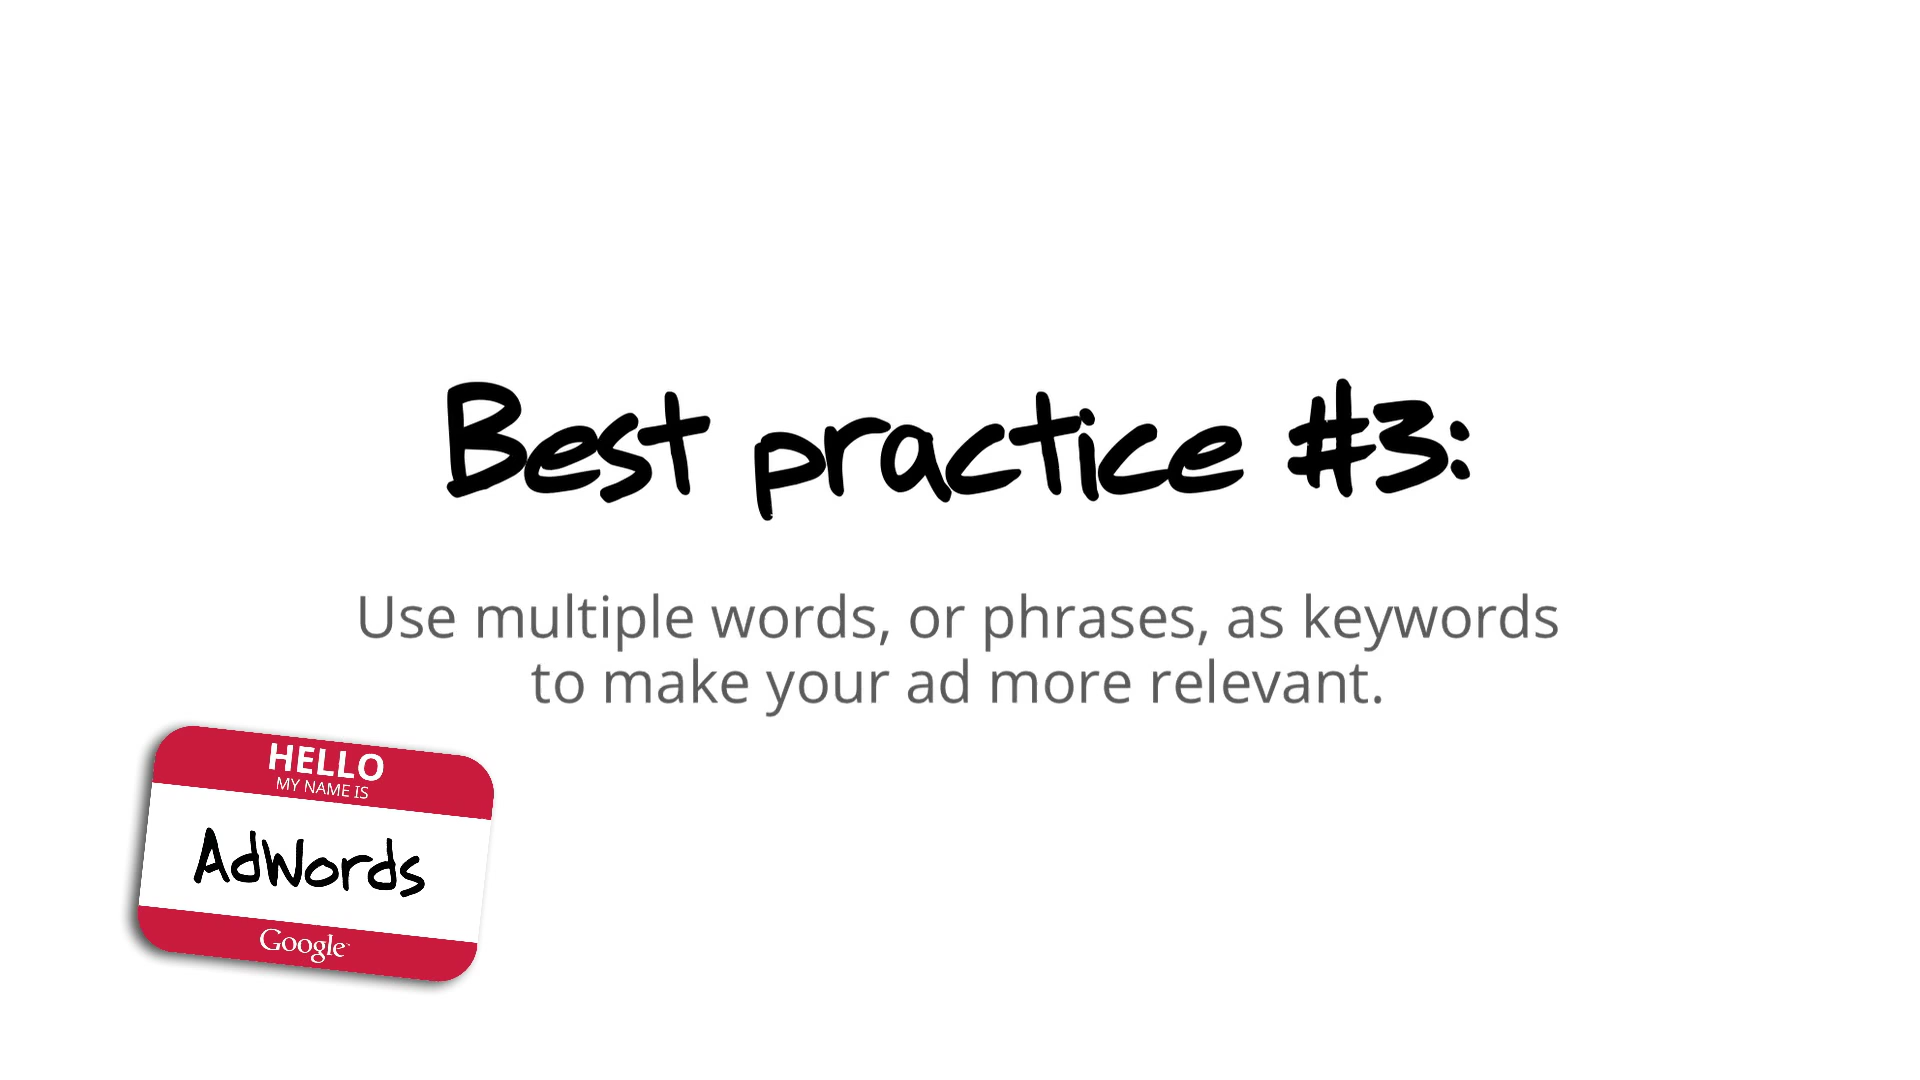 Best practice #3:
Use multiple words, or phrases, as keywords
to make your ad more relevant.
HELLO
MY NAME IS
AdWords
Google